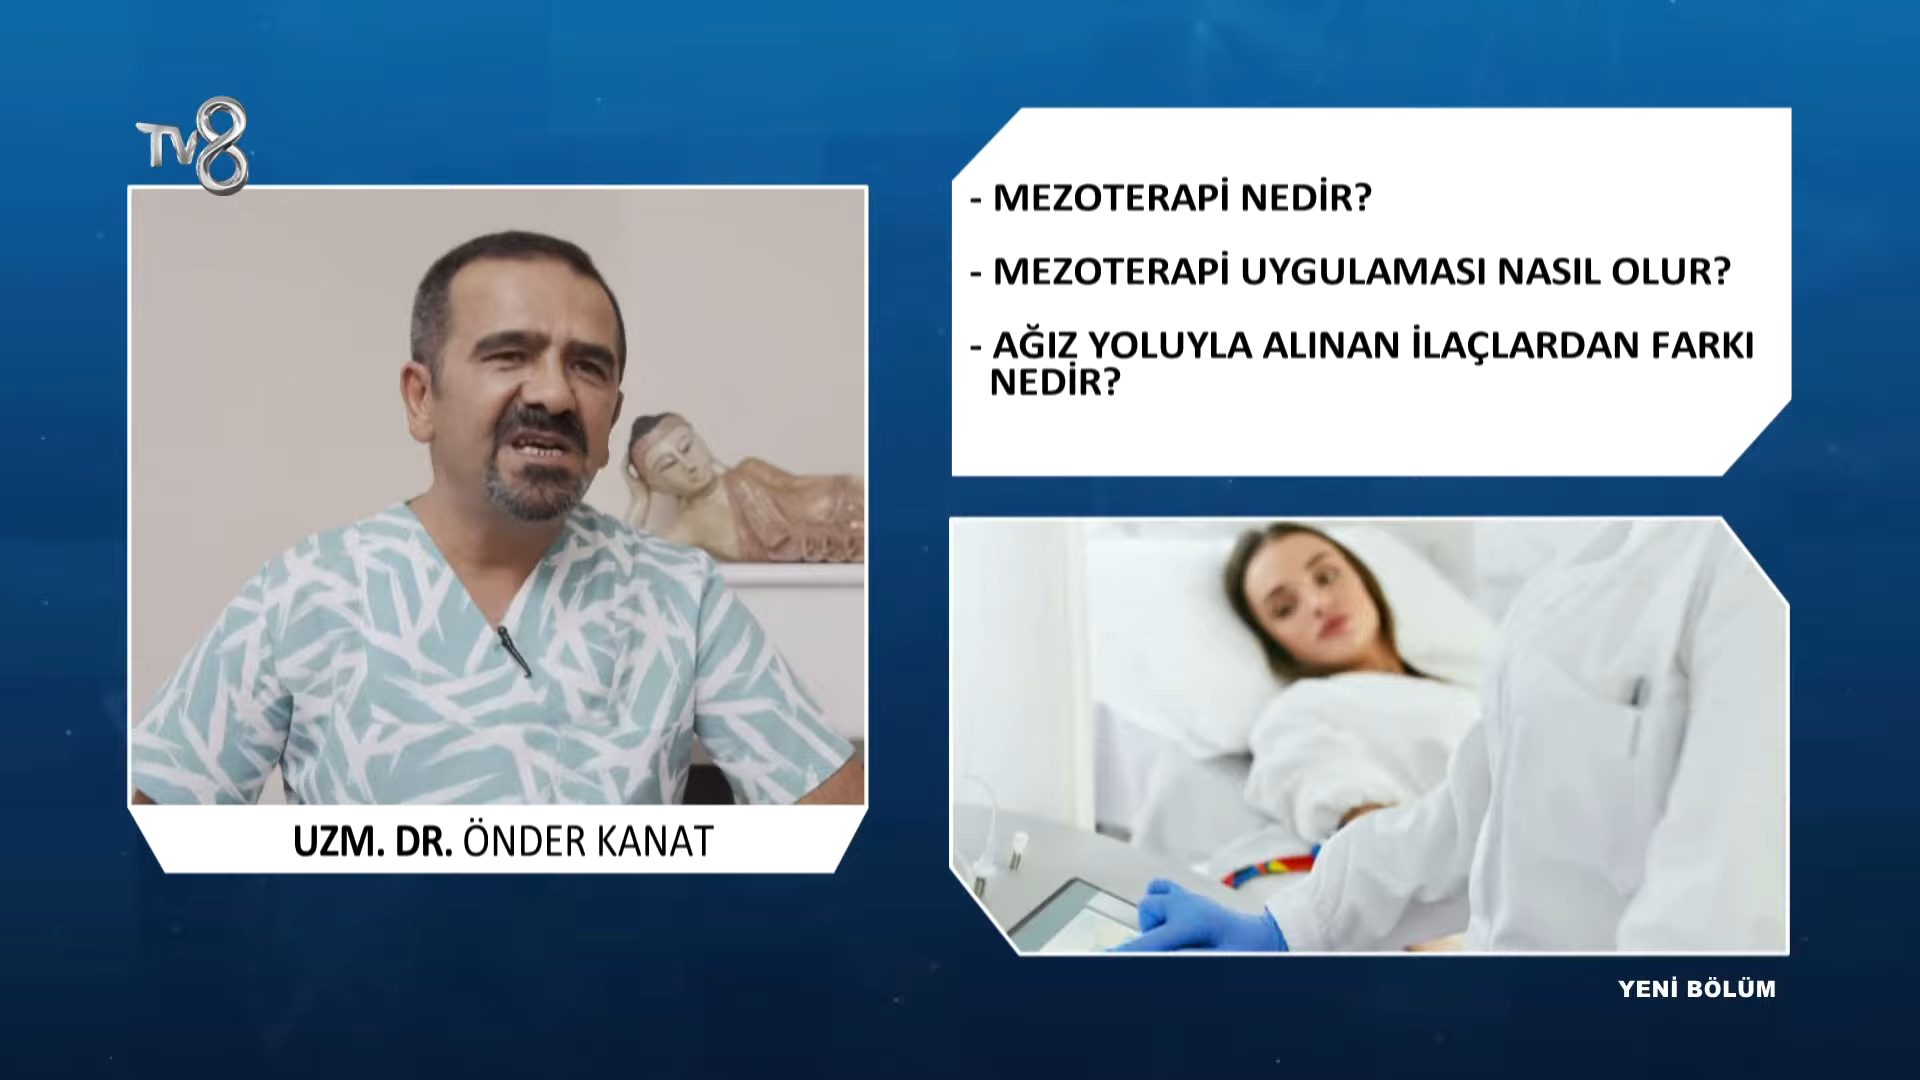 TV8
- MEZOTERAPİ NEDİR?
- MEZOTERAPİ UYGULAMASI NASIL OLUR?
- AĞIZ YOLUYLA ALINAN İLAÇLARDAN FARKI
NEDİR?
UZM. DR. ÖNDER KANAT
YENİ BÖLÜM